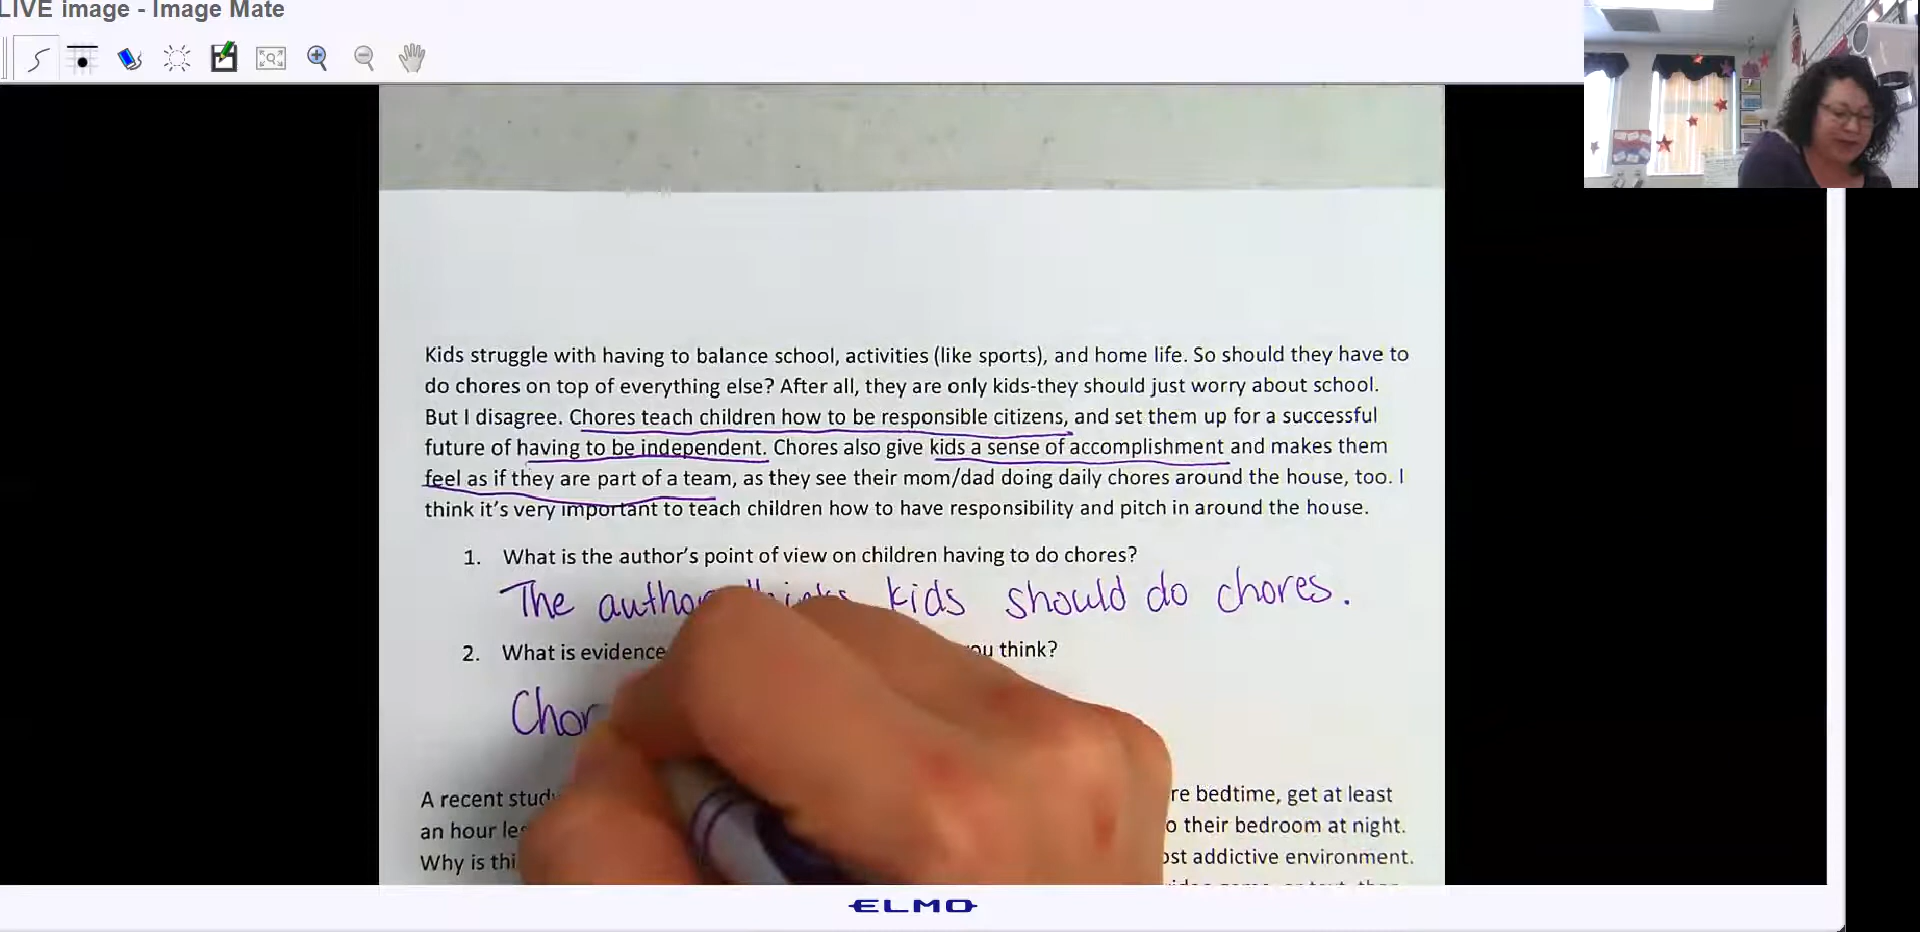 LIVE image - Image Mate
Kids struggle with having to balance school, activities (like sports), and home life. So should they have to
do chores on top of everything else? After all, they are only kids-they should just worry about school.
But I disagree. Chores teach children how to be responsible citizens, and set them up for a successful
future of having to be independent. Chores also give kids a sense of accomplishment and makes them
feel as if they are part of a team, as they see their mom/dad doing daily chores around the house, too. I
think it's very important to teach children how to have responsibility and pitch in around the house.
1. What is the author's point of view on children having to do chores?
The author thinks kids should do chores.
2. What is evidence think?
Chor
A recent study re bedtime, get at least
an hour o their bedroom at night.
Why is thi ost addictive environment.
ELMO